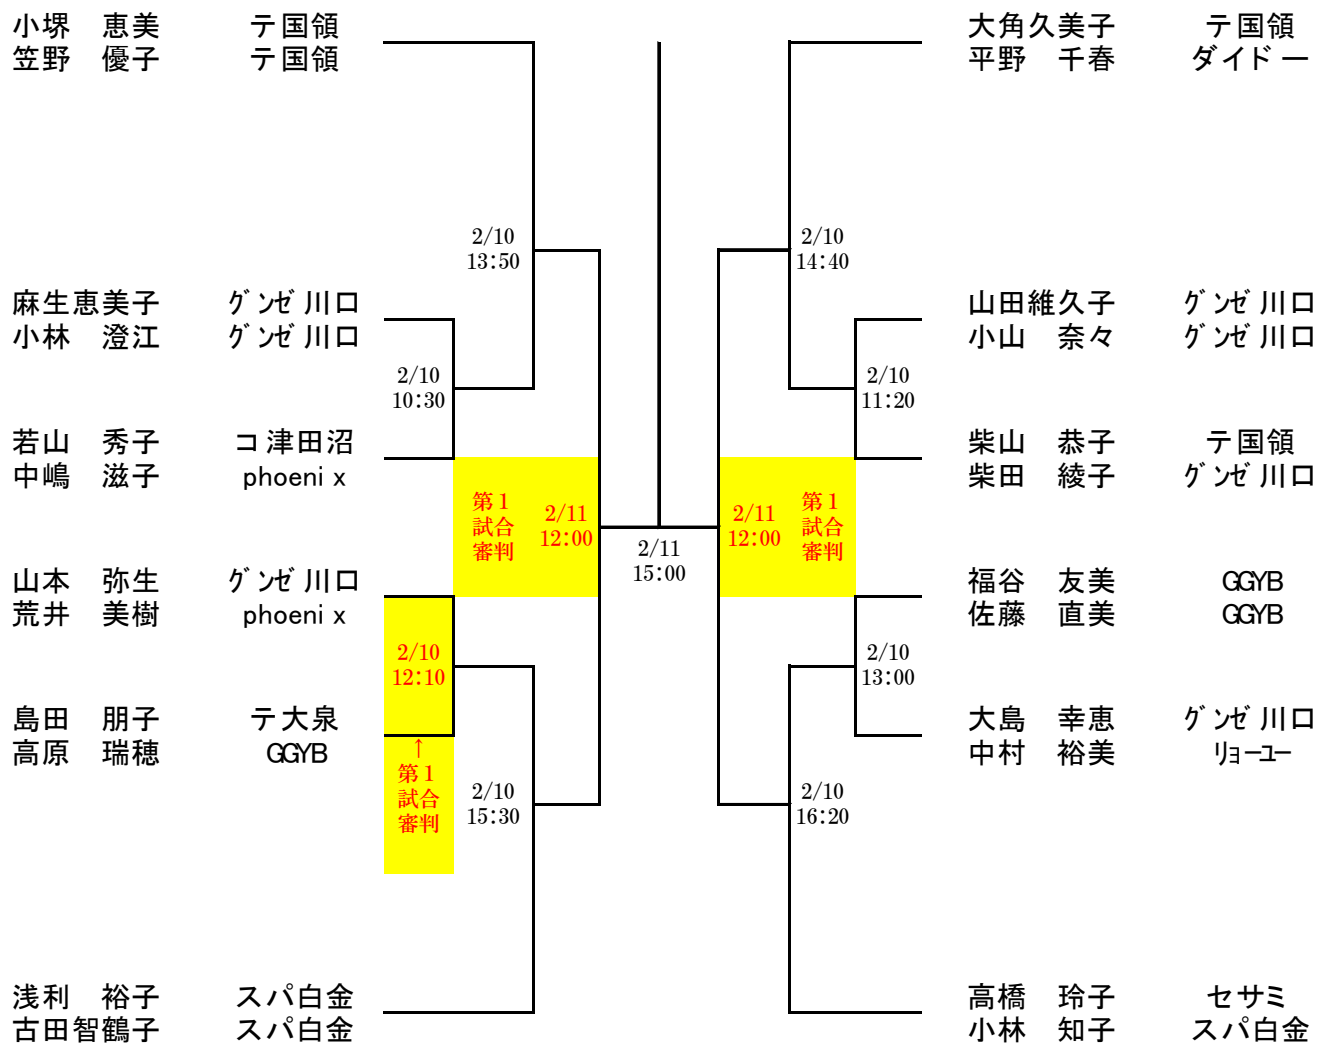 小堺　恵美　テ国領
笠野　優子　テ国領
2/10
13:50
麻生恵美子　グンゼ川口
小林　澄江　グンゼ川口
2/10
10:30
若山　秀子　コ津田沼
中嶋　滋子　phoenix
第１
試合
審判
2/11
12:00
山本　弥生　グンゼ川口
荒井　美樹　phoenix
2/10
12:10
島田　朋子　テ大泉
高原　瑞穂　GGYB
↑
第１
試合
審判
2/10
15:30
浅利　裕子　スパ白金
古田智鶴子　スパ白金
2/11
15:00
大角久美子　テ国領
平野　千春　ダイドー
2/10
14:40
山田維久子　グンゼ川口
小山　奈々　グンゼ川口
2/10
11:20
柴山　恭子　テ国領
柴田　綾子　グンゼ川口
2/11
12:00
第１
試合
審判
福谷　友美　GGYB
佐藤　直美　GGYB
2/10
13:00
大島　幸恵　グンゼ川口
中村　裕美　リョーユー
2/10
16:20
高橋　玲子　セサミ
小林　知子　スパ白金